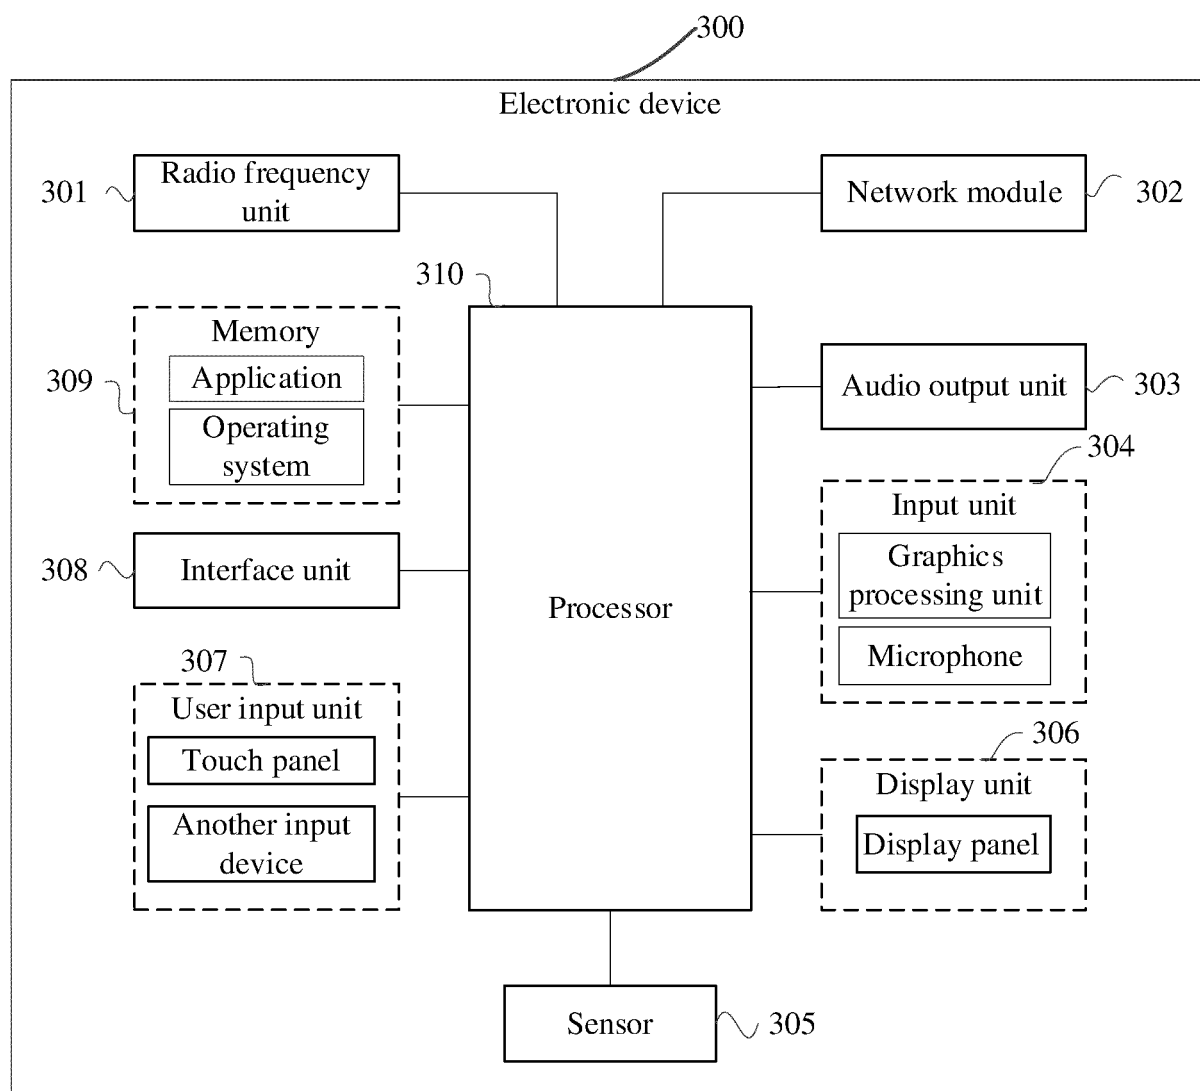 300
Electronic device
301
Radio frequency
unit
Network module
302
310
309
Memory
Application
Operating
system
Audio output unit
303
304
Input unit
Graphics
processing unit
Microphone
308
Interface unit
Processor
307
User input unit
Touch panel
Another input
device
306
Display unit
Display panel
Sensor
305